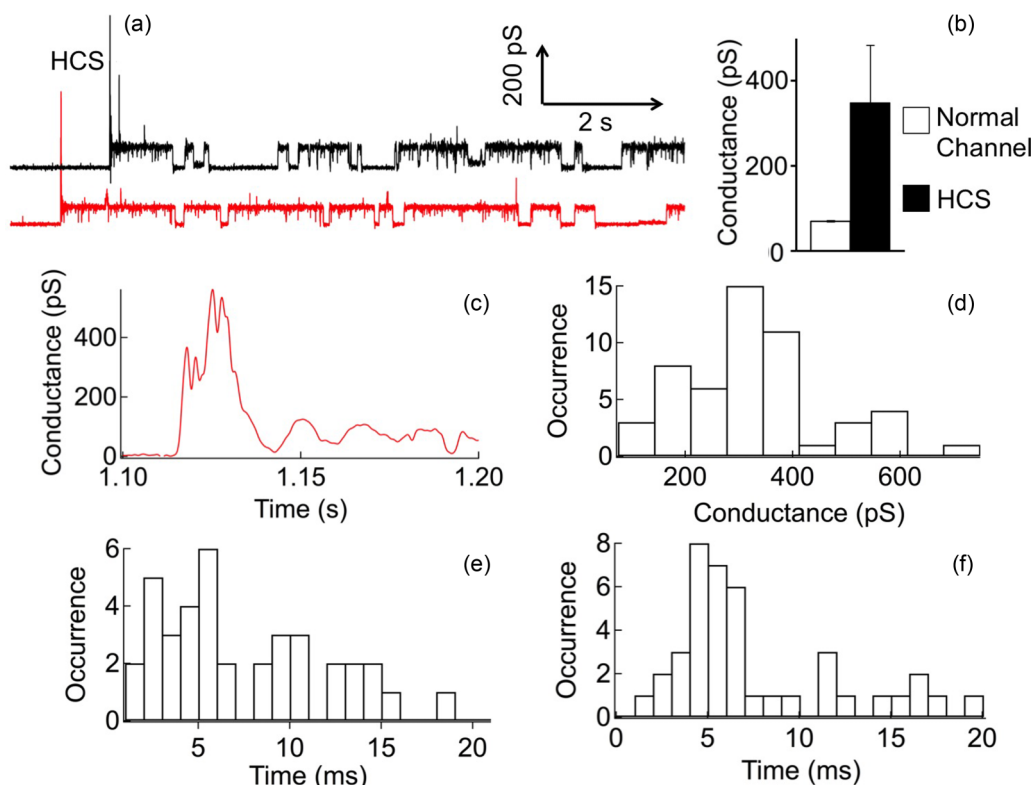 (a)
HCS
200 pS
2 s
(b)
Conductance (pS)
400
200
0
Normal
Channel
HCS
(c)
Conductance (pS)
400
200
0
1.10
1.15
1.20
Time (s)
(d)
Occurrence
15
10
5
0
200
400
600
Conductance (pS)
(e)
Occurrence
6
4
2
0
5
10
15
20
Time (ms)
(f)
Occurrence
8
6
4
2
0
0
5
10
15
20
Time (ms)